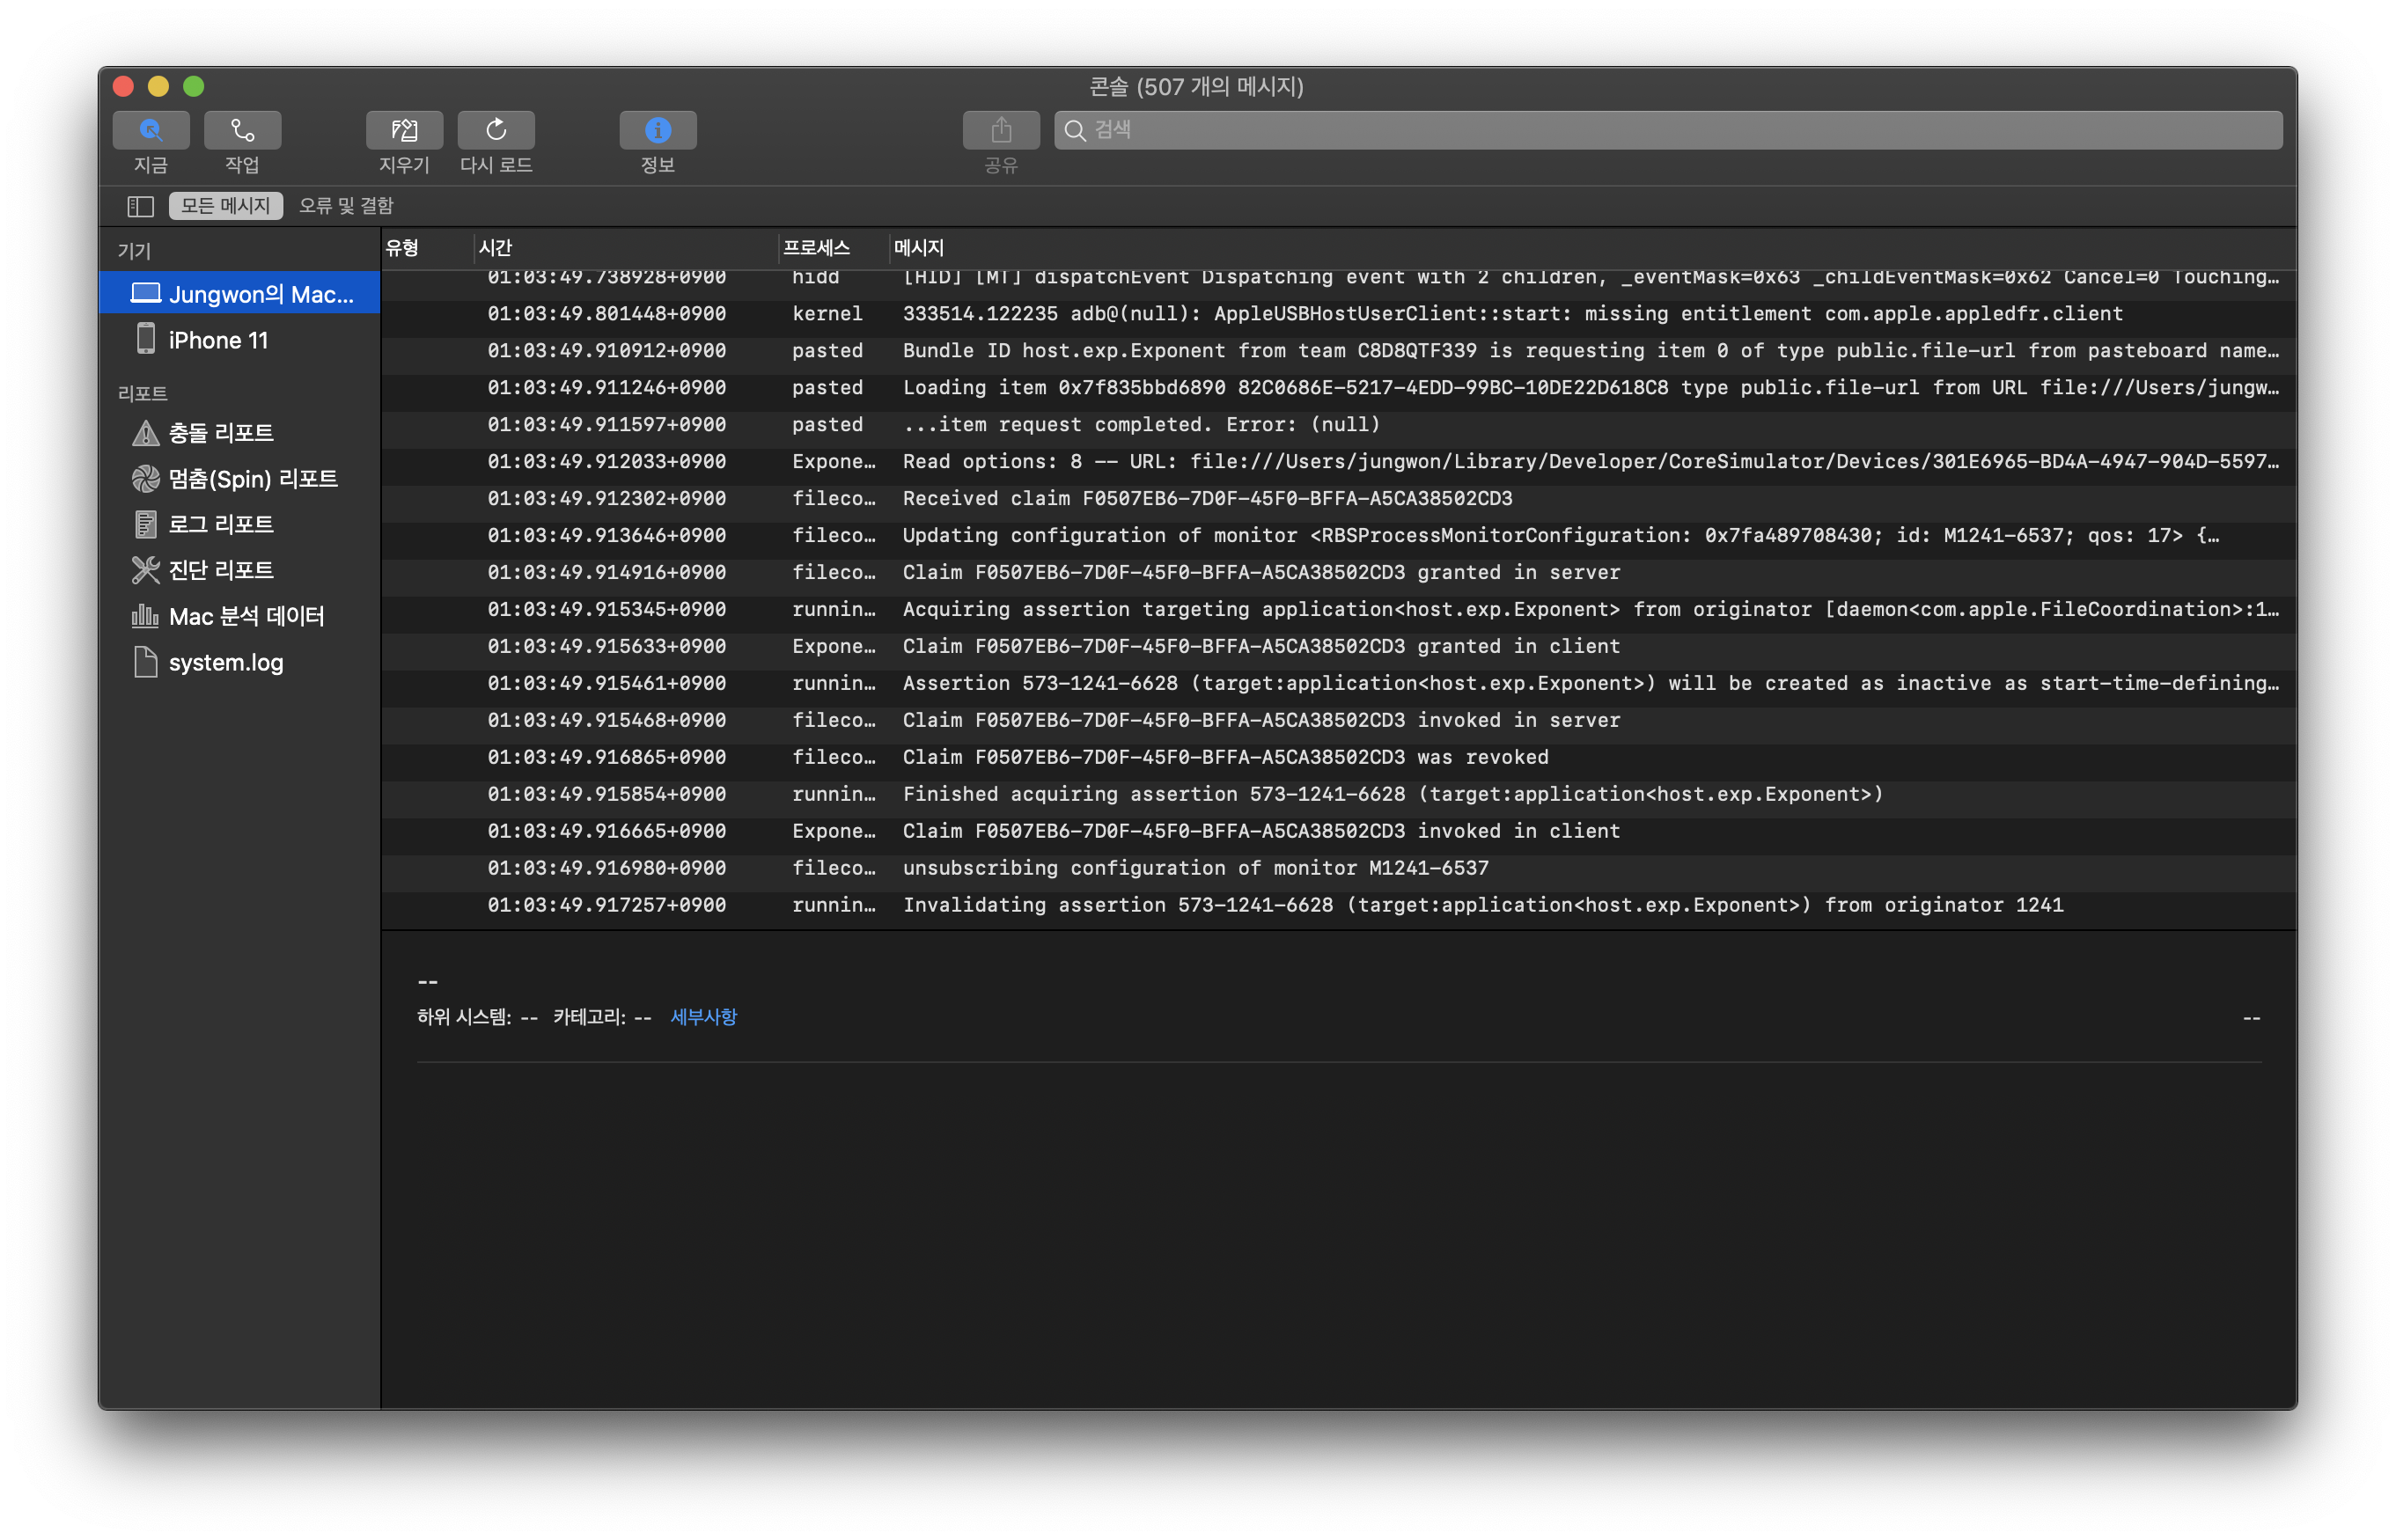 콘솔 (507 개의 메시지)
지금 작업 지우기 다시 로드 정보 공유 검색
모든 메시지 오류 및 결함
기기
Jungwon의 Mac...
iPhone 11
리포트
충돌 리포트
멈춤(Spin) 리포트
로그 리포트
진단 리포트
Mac 분석 데이터
system.log
유형 시간 프로세스 메시지
01:03:49.738928+0900 hidd [HID] [MT] dispatchEvent Dispatching event with 2 children, _eventMask=0x63 _childEventMask=0x62 Cancel=0 Touching...
01:03:49.801448+0900 kernel 333514.122235 adb@(null): AppleUSBHostUserClient::start: missing entitlement com.apple.appledfr.client
01:03:49.910912+0900 pasted Bundle ID host.exp.Exponent from team C8D8QTF339 is requesting item 0 of type public.file-url from pasteboard name...
01:03:49.911246+0900 pasted Loading item 0x7f835bbd6890 82C0686E-5217-4EDD-99BC-10DE22D618C8 type public.file-url from URL file:///Users/jungw...
01:03:49.911597+0900 pasted ...item request completed. Error: (null)
01:03:49.912033+0900 Expone... Read options: 8 -- URL: file:///Users/jungwon/Library/Developer/CoreSimulator/Devices/301E6965-BD4A-4947-904D-5597...
01:03:49.912302+0900 fileco... Received claim F0507EB6-7D0F-45F0-BFFA-A5CA38502CD3
01:03:49.913646+0900 fileco... Updating configuration of monitor <RBSProcessMonitorConfiguration: 0x7fa489708430; id: M1241-6537; qos: 17> {...
01:03:49.914916+0900 fileco... Claim F0507EB6-7D0F-45F0-BFFA-A5CA38502CD3 granted in server
01:03:49.915345+0900 runnin... Acquiring assertion targeting application<host.exp.Exponent> from originator [daemon<com.apple.FileCoordination>:1...
01:03:49.915633+0900 Expone... Claim F0507EB6-7D0F-45F0-BFFA-A5CA38502CD3 granted in client
01:03:49.915461+0900 runnin... Assertion 573-1241-6628 (target:application<host.exp.Exponent>) will be created as inactive as start-time-defining...
01:03:49.915468+0900 fileco... Claim F0507EB6-7D0F-45F0-BFFA-A5CA38502CD3 invoked in server
01:03:49.916865+0900 fileco... Claim F0507EB6-7D0F-45F0-BFFA-A5CA38502CD3 was revoked
01:03:49.915854+0900 runnin... Finished acquiring assertion 573-1241-6628 (target:application<host.exp.Exponent>)
01:03:49.916665+0900 Expone... Claim F0507EB6-7D0F-45F0-BFFA-A5CA38502CD3 invoked in client
01:03:49.916980+0900 fileco... unsubscribing configuration of monitor M1241-6537
01:03:49.917257+0900 runnin... Invalidating assertion 573-1241-6628 (target:application<host.exp.Exponent>) from originator 1241
--
하위 시스템: -- 카테고리: -- 세부사항 --